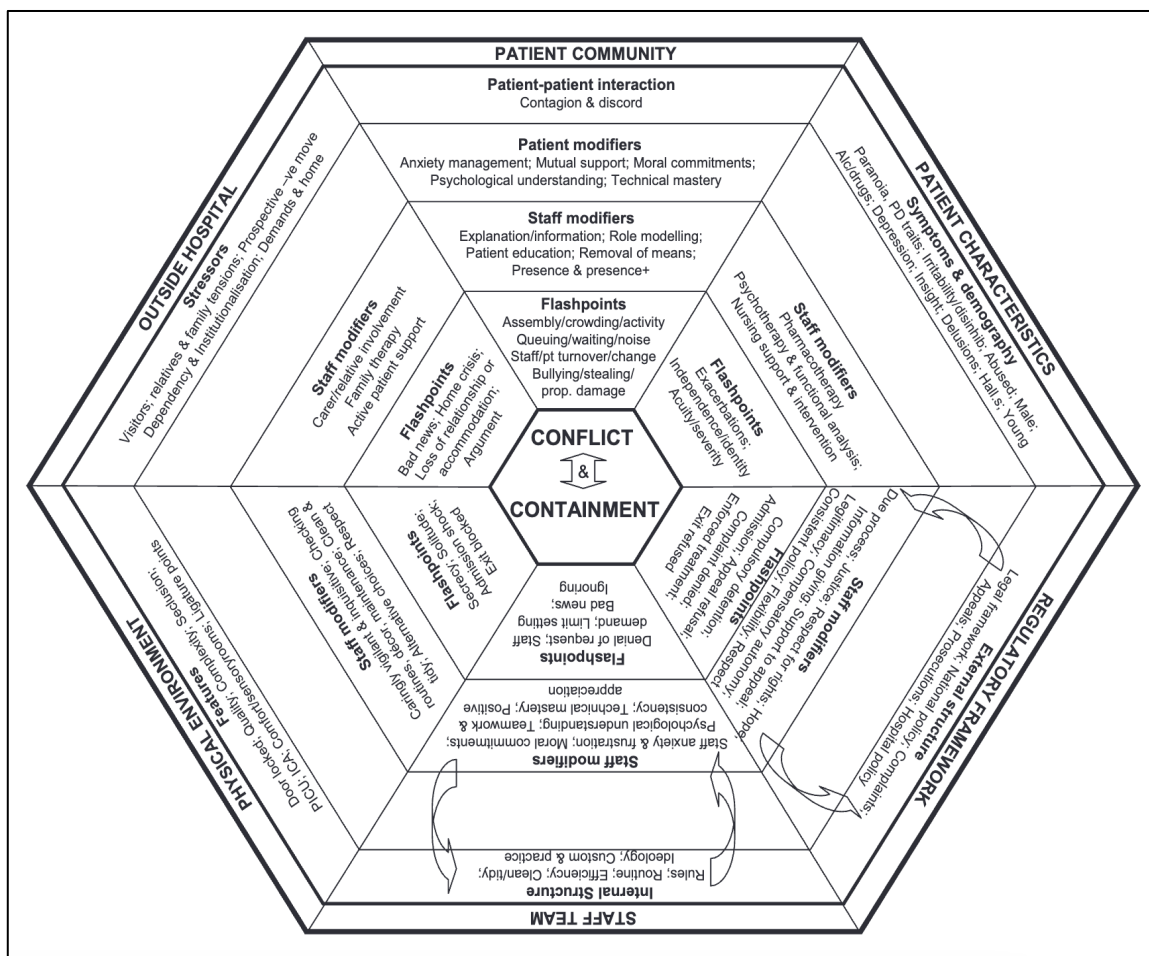 PATIENT COMMUNITY
Patient-patient interaction
Contagion & discord
Patient modifiers
Anxiety management; Mutual support; Moral commitments;
Psychological understanding; Technical mastery
Staff modifiers
Explanation/information; Role modelling;
Patient education; Removal of means;
Presence & presence+
Flashpoints
Assembly/crowding/activity
Queuing/waiting/noise
Staff/pt turnover/change
Bullying/stealing/
prop. damage
PATIENT CHARACTERISTICS
Symptoms & demography
Paranoia, PD traits; Irritability/disinhib; Abused; Male;
Alc/drugs; Depression; Insight; Delusions; Hall.s; Young
Staff modifiers
Pharmacotherapy
Psychotherapy & functional analysis;
Nursing support & intervention
Flashpoints
Exacerbations;
Independence/identity
Acuity/severity
REGULATORY FRAMEWORK
External structure
Legal framework; National policy; Complaints;
Appeals; Prosecutions; Hospital policy
Staff modifiers
Due process; Justice; Respect for rights; Hope;
Information giving; Support to appeal;
Legitimacy; Compensatory autonomy;
Consistent policy; Flexibility; Respect
Flashpoints
Compulsory detention;
Admission; Appeal refusal;
Complaint denied;
Enforced treatment;
Exit refused
STAFF TEAM
Internal Structure
Rules; Routine; Efficiency; Clean/tidy;
Ideology; Custom & practice
Staff modifiers
Staff anxiety & frustration; Moral commitments;
Psychological understanding; Teamwork &
consistency; Technical mastery; Positive
appreciation
Flashpoints
Denial of request; Staff
demand; Limit setting
Bad news;
Ignoring
PHYSICAL ENVIRONMENT
Features
Door locked; Quality; Complexity; Seclusion;
PICU; ICA; Comfort/sensoryrooms; Ligature points
Staff modifiers
Caringly vigilant & inquisitive; Checking
routines, décor, maintenance; Clean &
tidy, Alternative choices; Respect
Flashpoints
Secrecy; Solitude;
Admission shock;
Exit blocked
OUTSIDE HOSPITAL
Stressors
Visitors; relatives & family tensions; Prospective –ve move
Dependency & Institutionalisation; Demands & home
Staff modifiers
Carer/relative involvement
Family therapy
Active patient support
Flashpoints
Bad news; Home crisis;
Loss of relationship or
accommodation;
Argument
CONFLICT
&
CONTAINMENT